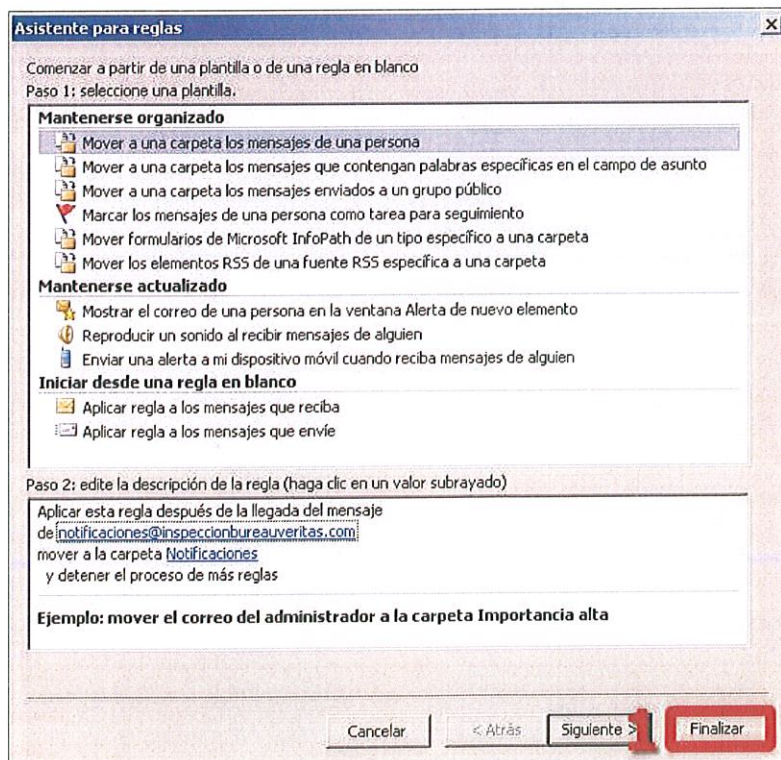 Asistente para reglas
Comenzar a partir de una plantilla o de una regla en blanco
Paso 1: seleccione una plantilla.
Mantenerse organizado
Mover a una carpeta los mensajes de una persona
Mover a una carpeta los mensajes que contengan palabras específicas en el campo de asunto
Mover a una carpeta los mensajes enviados a un grupo público
Marcar los mensajes de una persona como tarea para seguimiento
Mover formularios de Microsoft InfoPath de un tipo específico a una carpeta
Mover los elementos RSS de una fuente RSS específica a una carpeta
Mantenerse actualizado
Mostrar el correo de una persona en la ventana Alerta de nuevo elemento
Reproducir un sonido al recibir mensajes de alguien
Enviar una alerta a mi dispositivo móvil cuando reciba mensajes de alguien
Iniciar desde una regla en blanco
Aplicar regla a los mensajes que reciba
Aplicar regla a los mensajes que envíe
Paso 2: edite la descripción de la regla (haga clic en un valor subrayado)
Aplicar esta regla después de la llegada del mensaje
de notificaciones@inspeccionbureauveritas.com
mover a la carpeta Notificaciones
y detener el proceso de más reglas
Ejemplo: mover el correo del administrador a la carpeta Importancia alta
Cancelar < Atrás Siguiente > 1 Finalizar